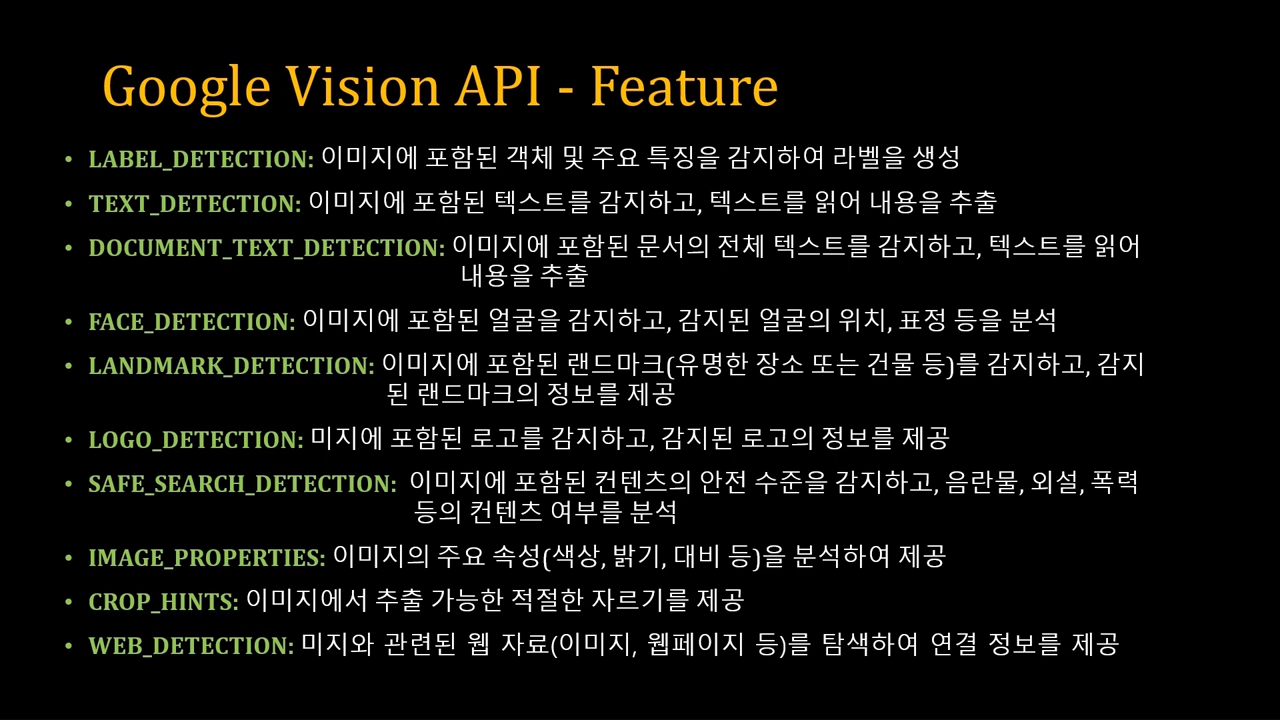 Google Vision API - Feature
• LABEL_DETECTION: 이미지에 포함된 객체 및 주요 특징을 감지하여 라벨을 생성
• TEXT_DETECTION: 이미지에 포함된 텍스트를 감지하고, 텍스트를 읽어 내용을 추출
• DOCUMENT_TEXT_DETECTION: 이미지에 포함된 문서의 전체 텍스트를 감지하고, 텍스트를 읽어
내용을 추출
• FACE_DETECTION: 이미지에 포함된 얼굴을 감지하고, 감지된 얼굴의 위치, 표정 등을 분석
• LANDMARK_DETECTION: 이미지에 포함된 랜드마크(유명한 장소 또는 건물 등)를 감지하고, 감지
된 랜드마크의 정보를 제공
• LOGO_DETECTION: 미지에 포함된 로고를 감지하고, 감지된 로고의 정보를 제공
• SAFE_SEARCH_DETECTION: 이미지에 포함된 컨텐츠의 안전 수준을 감지하고, 음란물, 외설, 폭력
등의 컨텐츠 여부를 분석
• IMAGE_PROPERTIES: 이미지의 주요 속성(색상, 밝기, 대비 등)을 분석하여 제공
• CROP_HINTS: 이미지에서 추출 가능한 적절한 자르기를 제공
• WEB_DETECTION: 미지와 관련된 웹 자료(이미지, 웹페이지 등)를 탐색하여 연결 정보를 제공